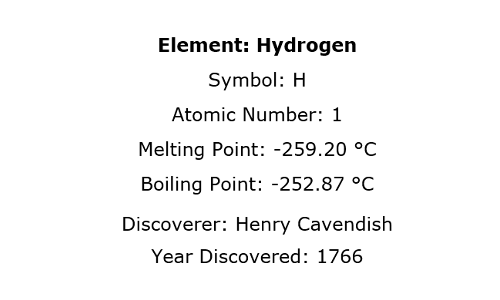 Element: Hydrogen
Symbol: H
Atomic Number: 1
Melting Point: -259.20 °C
Boiling Point: -252.87 °C
Discoverer: Henry Cavendish
Year Discovered: 1766